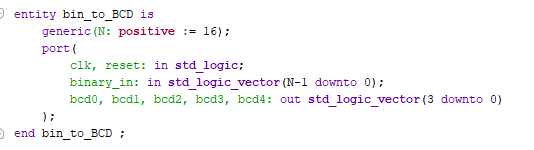 entity bin_to_BCD is
generic(N: positive := 16);
port(
clk, reset: in std_logic;
binary_in: in std_logic_vector(N-1 downto 0);
bcd0, bcd1, bcd2, bcd3, bcd4: out std_logic_vector(3 downto 0)
);
end bin_to_BCD ;